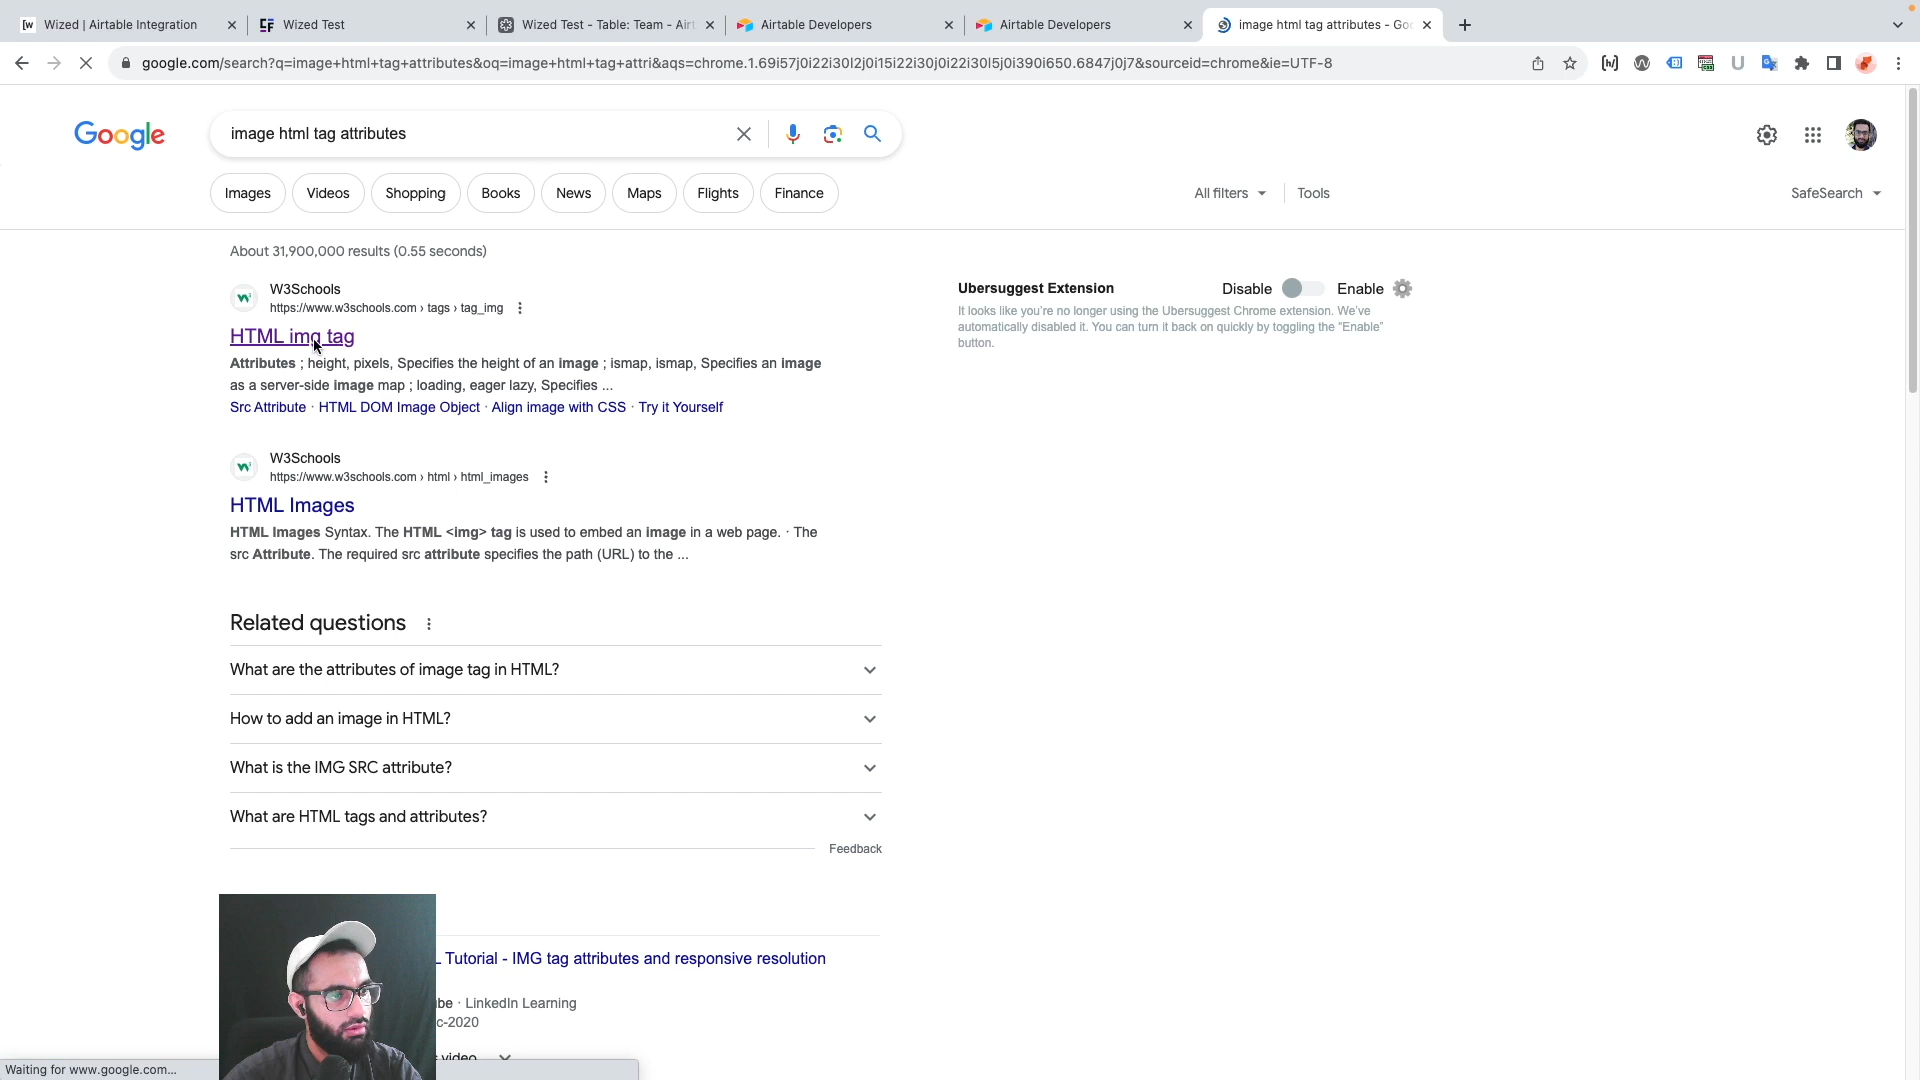 Wized | Airtable Integration
Wized Test
Wized Test - Table: Team - Airt
Airtable Developers
Airtable Developers
image html tag attributes - Goo
google.com/search?q=image+html+tag+attributes&oq=image+html+tag+attri&aqs=chrome.1.69i57j0i22i30l2j0i15i22i30j0i22i30l5j0i390i650.6847j0j7&sourceid=chrome&ie=UTF-8
Google
image html tag attributes
Images
Videos
Shopping
Books
News
Maps
Flights
Finance
All filters
Tools
SafeSearch
About 31,900,000 results (0.55 seconds)
W3Schools
https://www.w3schools.com › tags › tag_img
HTML img tag
Attributes ; height, pixels, Specifies the height of an image ; ismap, ismap, Specifies an image
as a server-side image map ; loading, eager lazy, Specifies ...
Src Attribute · HTML DOM Image Object · Align image with CSS · Try it Yourself
Ubersuggest Extension
Disable
Enable
It looks like you're no longer using the Ubersuggest Chrome extension. We've
automatically disabled it. You can turn it back on quickly by toggling the “Enable”
button.
W3Schools
https://www.w3schools.com › html › html_images
HTML Images
HTML Images Syntax. The HTML <img> tag is used to embed an image in a web page. · The
src Attribute. The required src attribute specifies the path (URL) to the ...
Related questions
What are the attributes of image tag in HTML?
How to add an image in HTML?
What is the IMG SRC attribute?
What are HTML tags and attributes?
Feedback
L Tutorial - IMG tag attributes and responsive resolution
be · LinkedIn Learning
c-2020
video
Waiting for www.google.com...